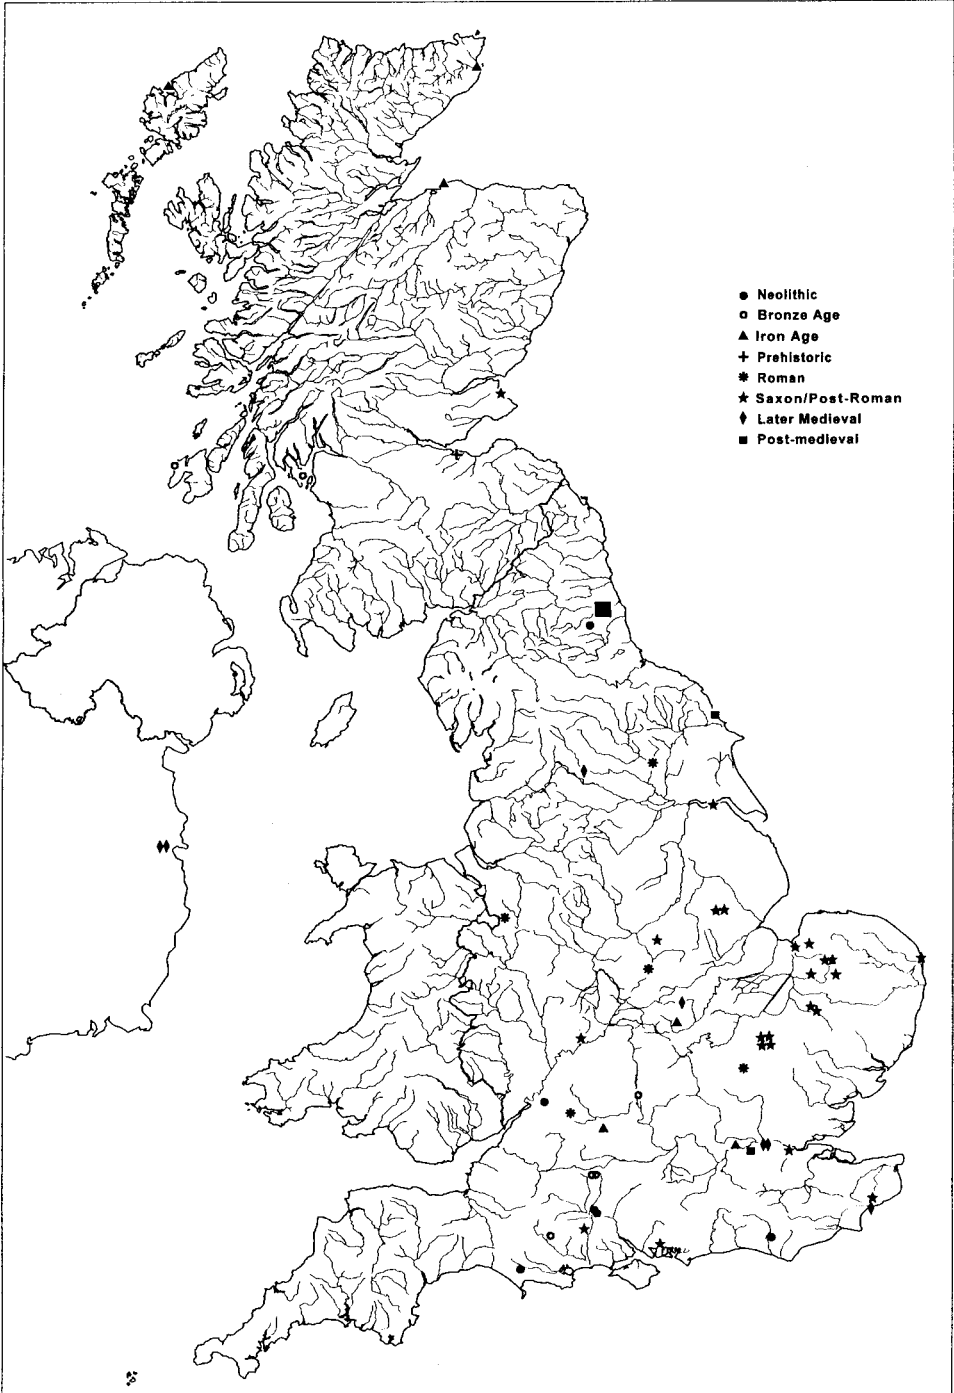 Neolithic
Bronze Age
Iron Age
Prehistoric
Roman
Saxon/Post-Roman
Later Medieval
Post-medieval